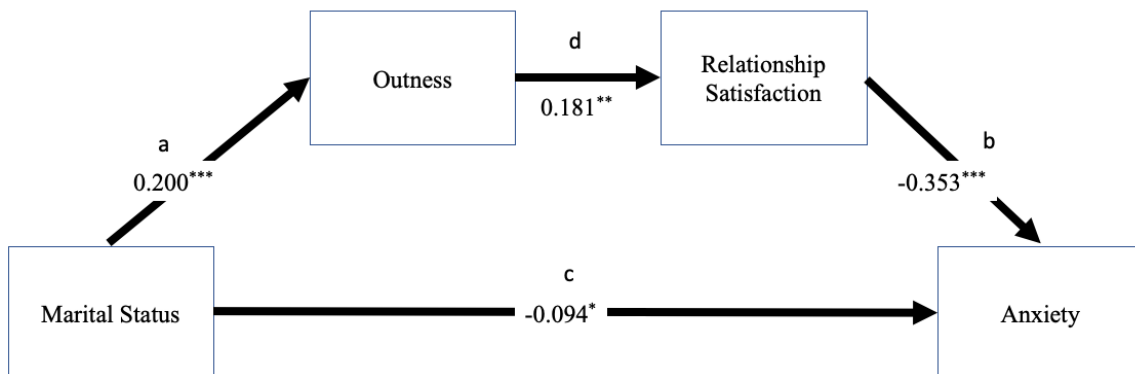 d
Outness
Relationship
Satisfaction
0.181**
a
0.200***
b
-0.353***
c
Marital Status
-0.094*
Anxiety